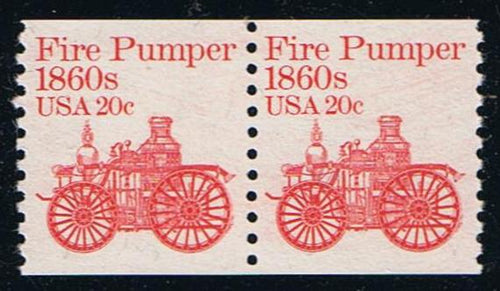 Fire Pumper
1860s
USA 20c
Fire Pumper
1860s
USA 20c